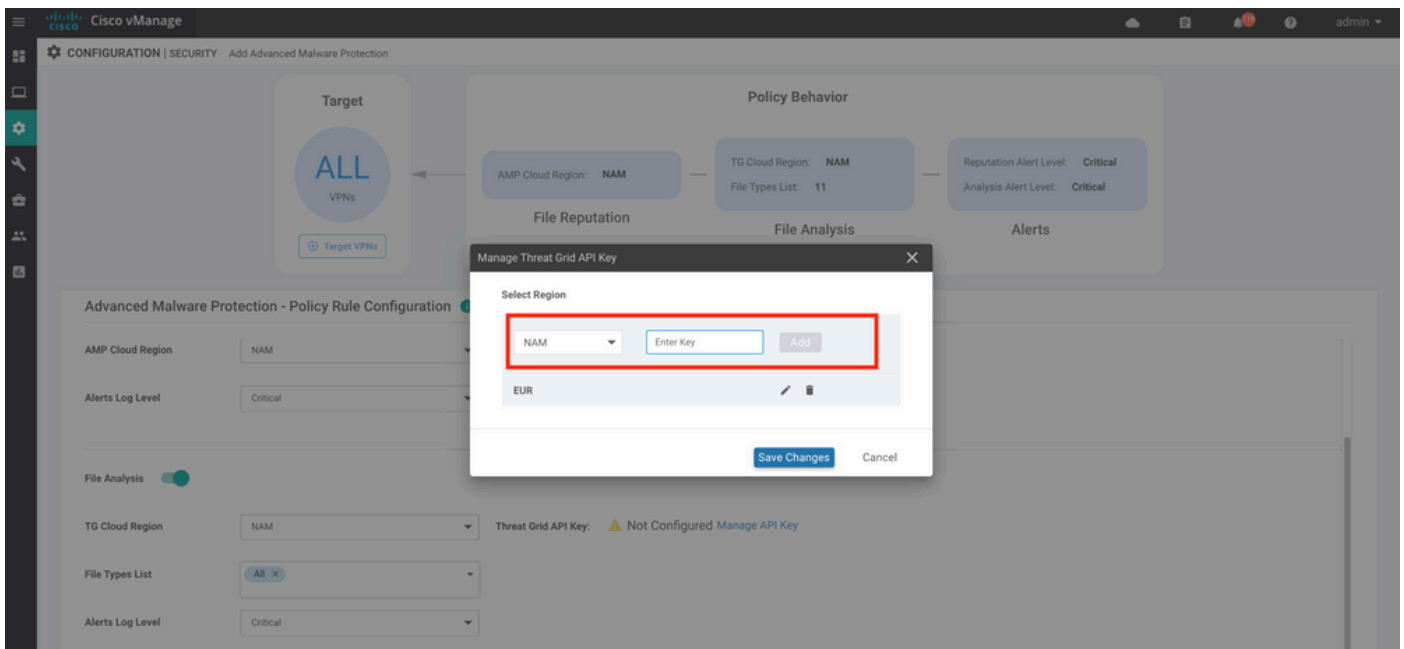 cisco Cisco vManage
admin
CONFIGURATION | SECURITY Add Advanced Malware Protection
Target
ALL
VPNs
Target VPNs
Policy Behavior
AMP Cloud Region: NAM
File Reputation
TG Cloud Region: NAM
File Types List: 11
File Analysis
Reputation Alert Level: Critical
Analysis Alert Level: Critical
Alerts
Manage Threat Grid API Key
Select Region
NAM Enter Key Add
EUR
Save Changes Cancel
Advanced Malware Protection - Policy Rule Configuration
AMP Cloud Region NAM
Alerts Log Level Critical
File Analysis
TG Cloud Region NAM Threat Grid API Key: Not Configured Manage API Key
File Types List All ×
Alerts Log Level Critical